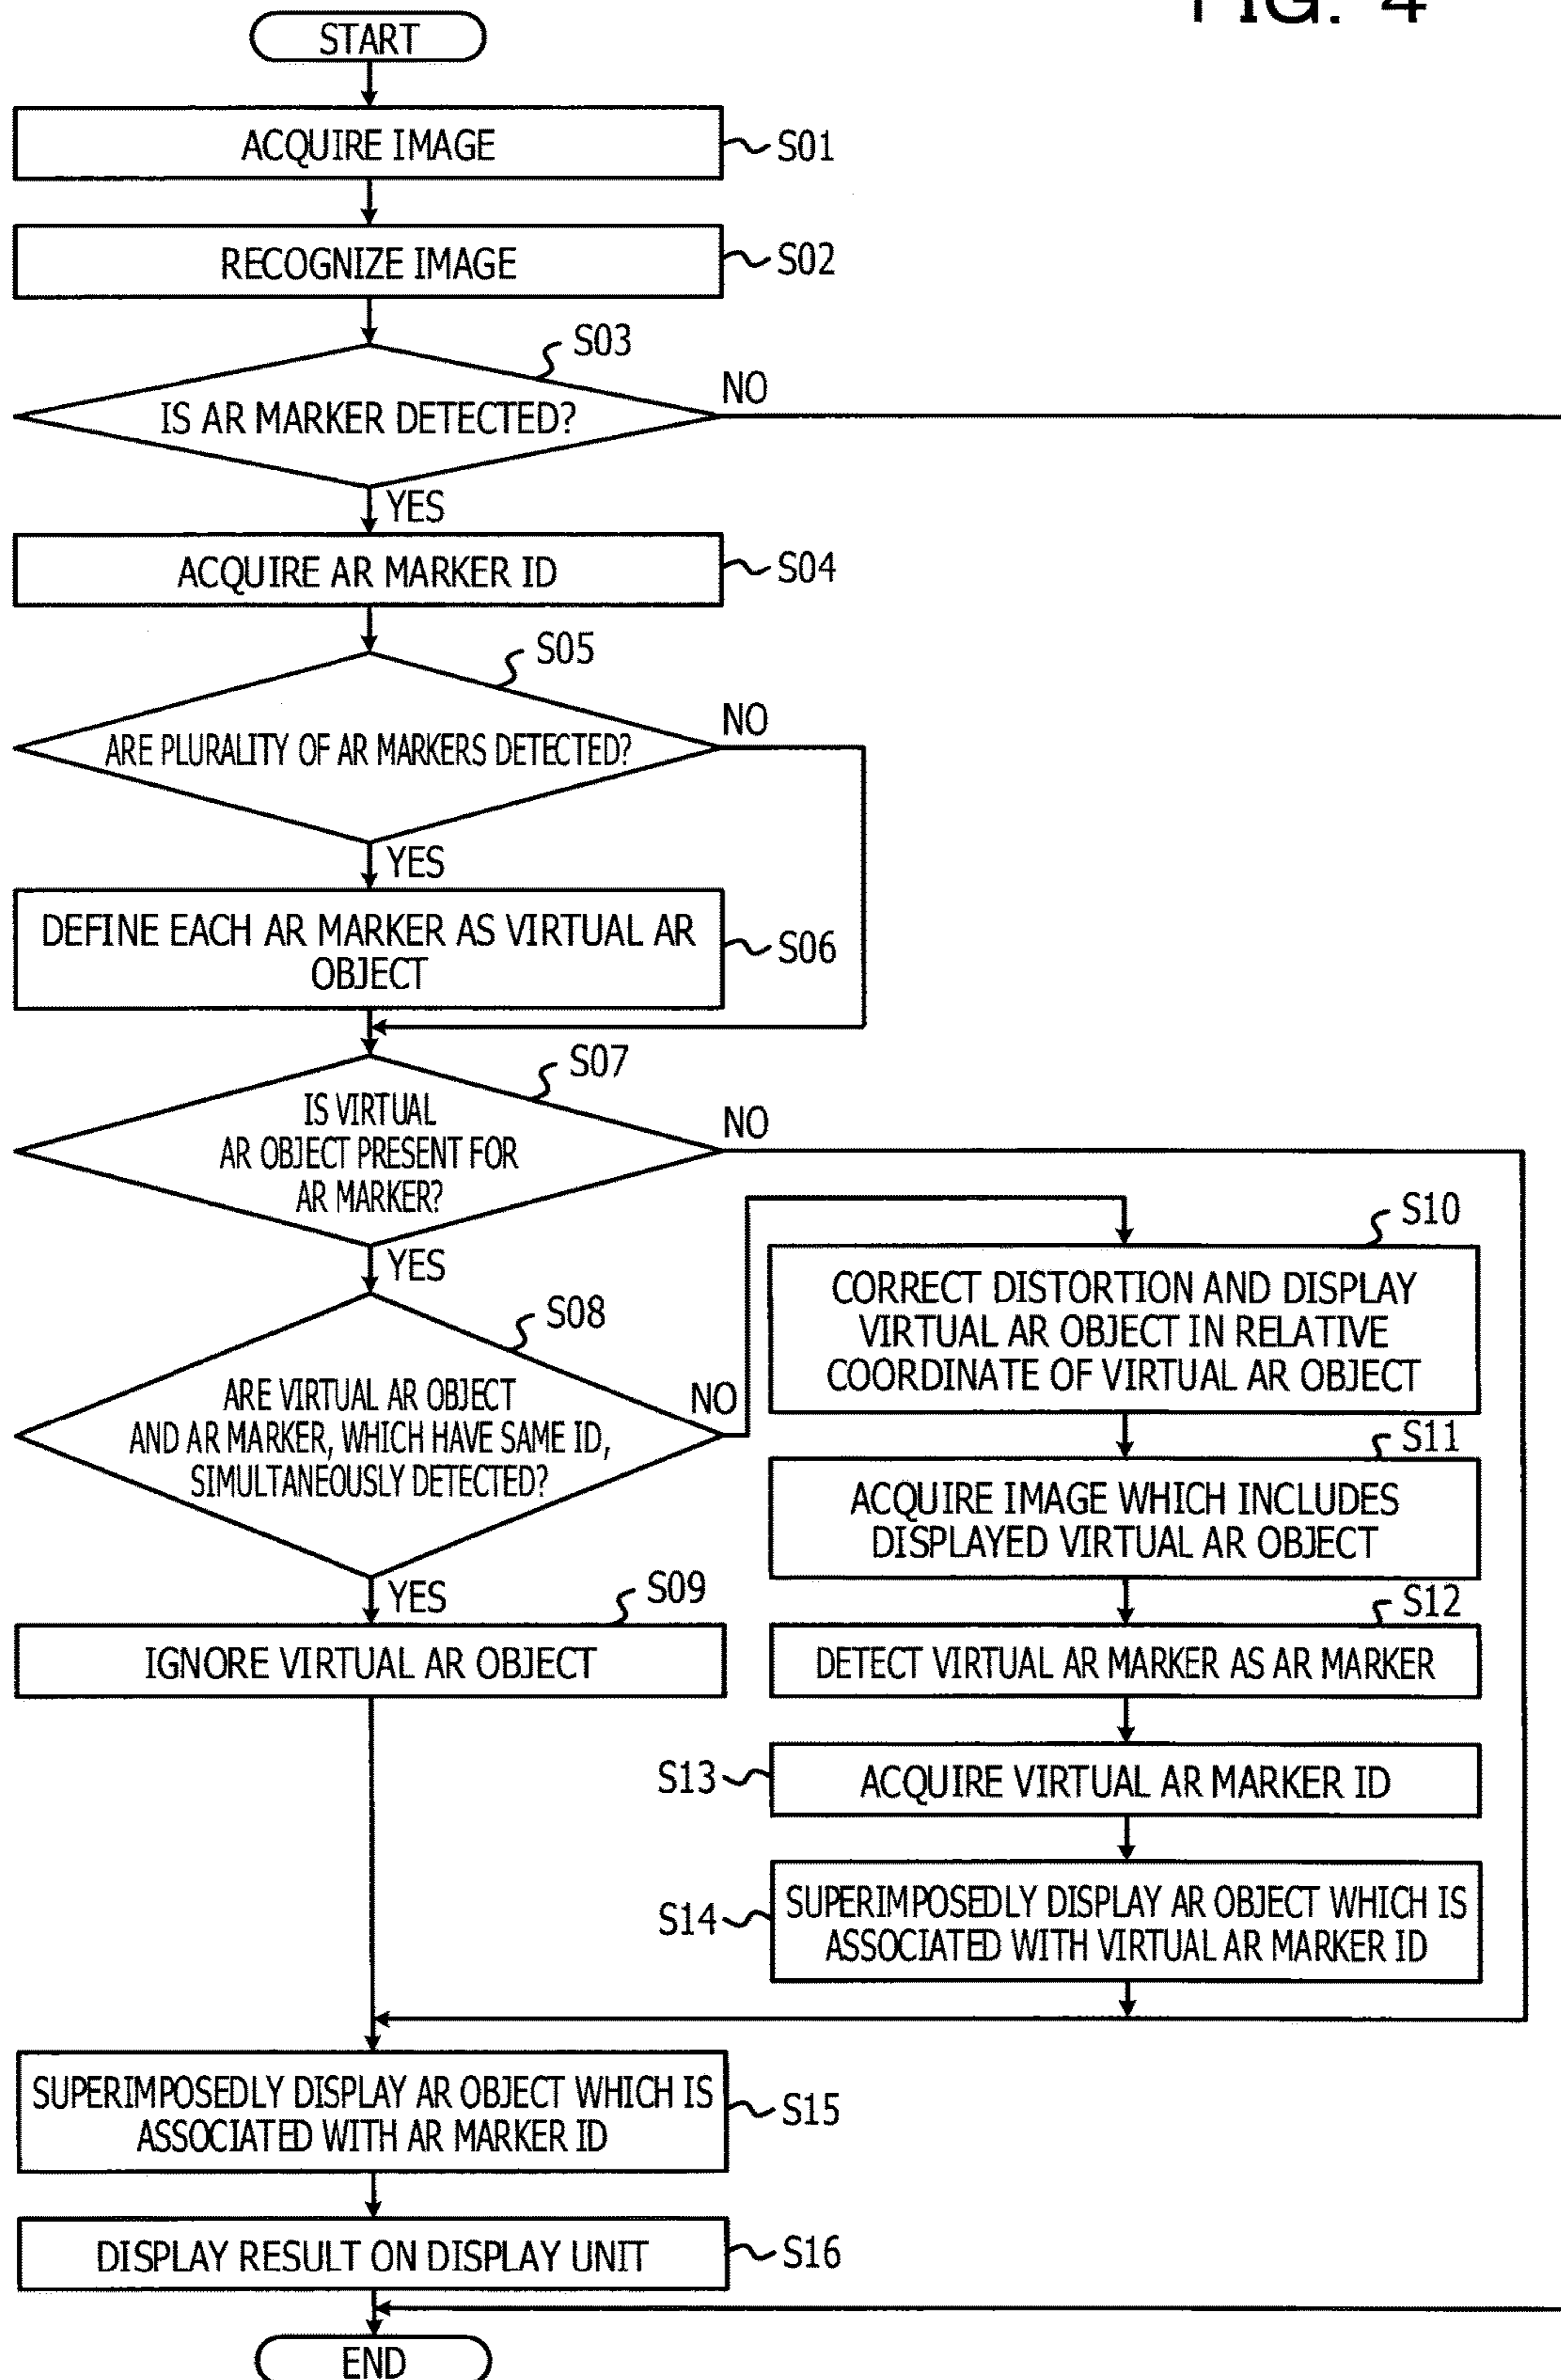 FIG. 4
START
ACQUIRE IMAGE
S01
RECOGNIZE IMAGE
S02
S03
IS AR MARKER DETECTED?
NO
YES
ACQUIRE AR MARKER ID
S04
S05
ARE PLURALITY OF AR MARKERS DETECTED?
NO
YES
DEFINE EACH AR MARKER AS VIRTUAL AR
OBJECT
S06
S07
IS VIRTUAL
AR OBJECT PRESENT FOR
AR MARKER?
NO
YES
S08
ARE VIRTUAL AR OBJECT
AND AR MARKER, WHICH HAVE SAME ID,
SIMULTANEOUSLY DETECTED?
NO
YES
S09
IGNORE VIRTUAL AR OBJECT
S10
CORRECT DISTORTION AND DISPLAY
VIRTUAL AR OBJECT IN RELATIVE
COORDINATE OF VIRTUAL AR OBJECT
S11
ACQUIRE IMAGE WHICH INCLUDES
DISPLAYED VIRTUAL AR OBJECT
S12
DETECT VIRTUAL AR MARKER AS AR MARKER
S13
ACQUIRE VIRTUAL AR MARKER ID
S14
SUPERIMPOSEDLY DISPLAY AR OBJECT WHICH IS
ASSOCIATED WITH VIRTUAL AR MARKER ID
SUPERIMPOSEDLY DISPLAY AR OBJECT WHICH IS
ASSOCIATED WITH AR MARKER ID
S15
DISPLAY RESULT ON DISPLAY UNIT
S16
END